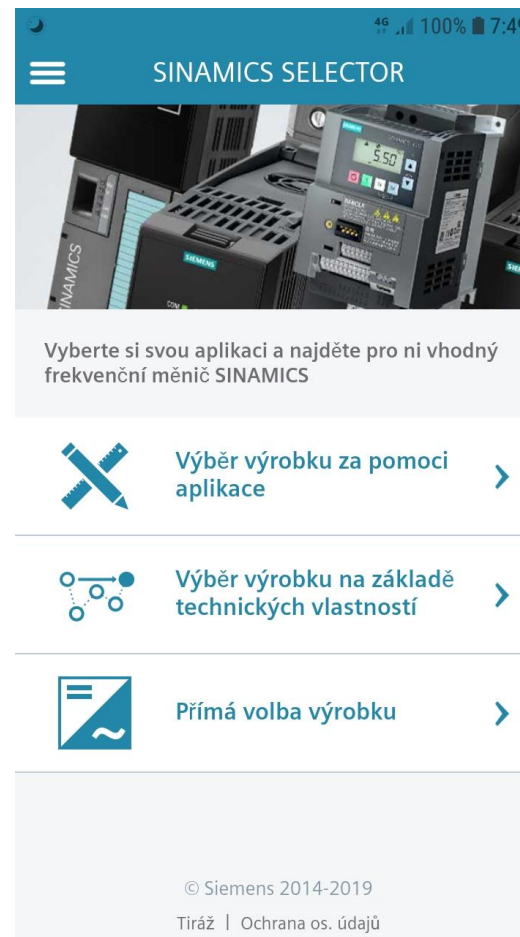 4G 100% 7:49
SINAMICS SELECTOR
SINAMICS
SIEMENS
SIEMENS
5.50
Vyberte si svou aplikaci a najděte pro ni vhodný
frekvenční měnič SINAMICS
Výběr výrobku za pomoci
aplikace
Výběr výrobku na základě
technických vlastností
Přímá volba výrobku
© Siemens 2014-2019
Tiráž | Ochrana os. údajů